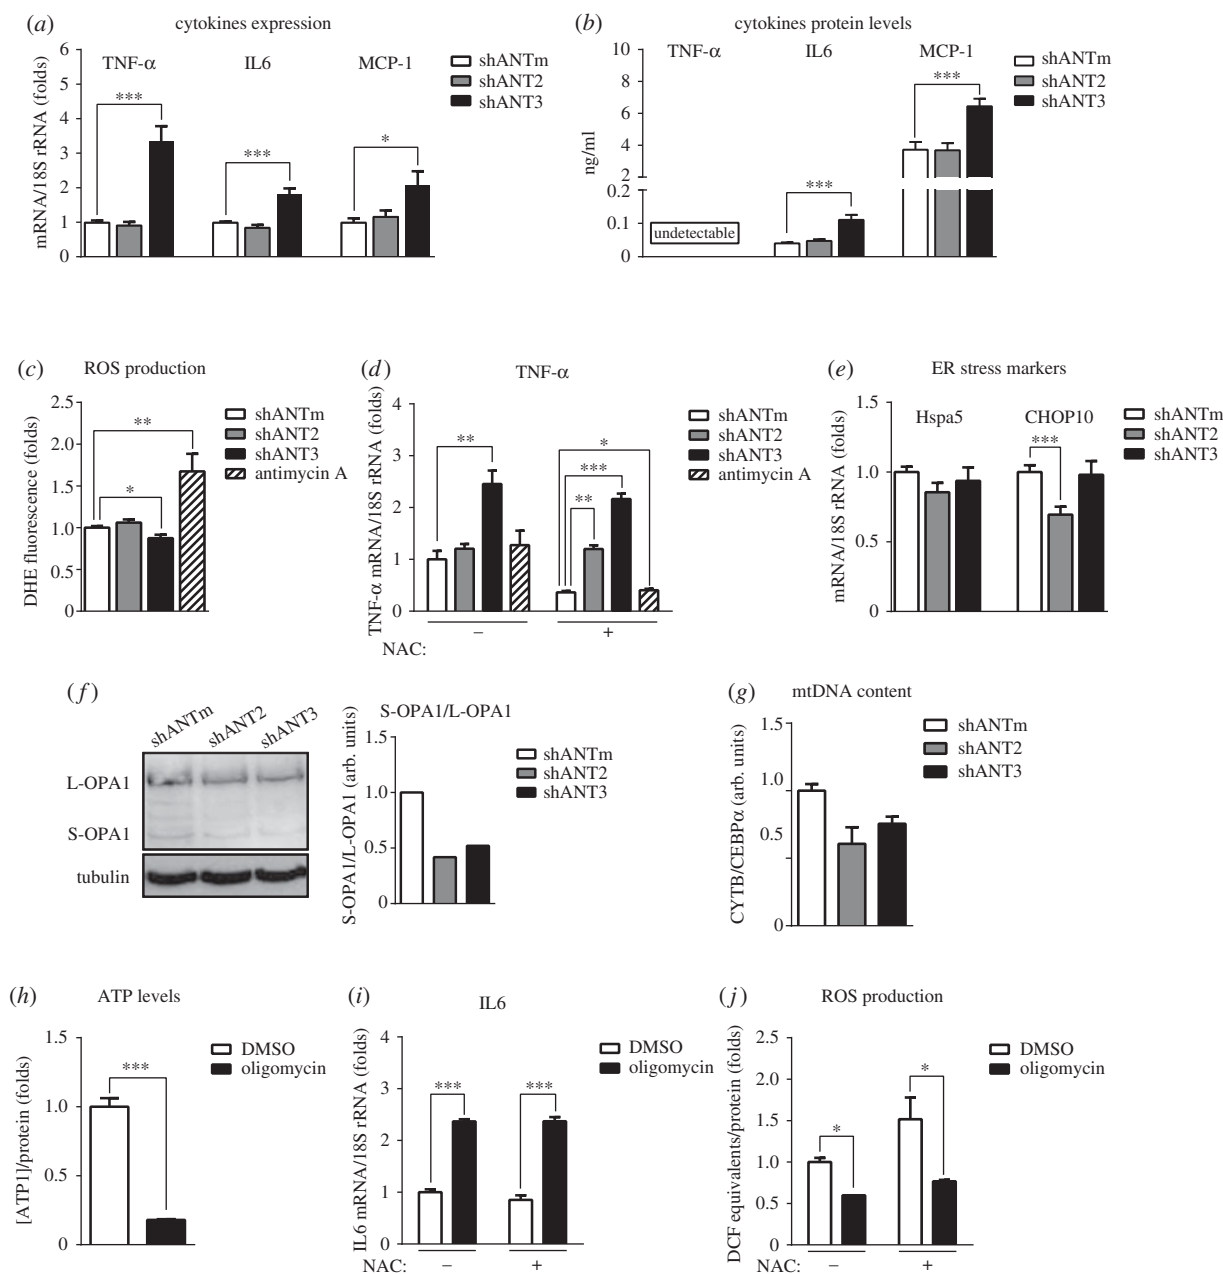 (a) cytokines expression
mRNA/18S rRNA (folds)
6
5
4
3
2
1
0
TNF-α IL6 MCP-1
*** *** *
shANTm
shANT2
shANT3
(b) cytokines protein levels
ng/ml
10
8
6
4
2
0.2
0.1
0
TNF-α IL6 MCP-1
undetectable
*** ***
shANTm
shANT2
shANT3
(c) ROS production
DHE fluorescence (folds)
2.5
2.0
1.5
1.0
0.5
0
**
*
shANTm
shANT2
shANT3
antimycin A
(d) TNF-α
TNF-α mRNA/18S rRNA (folds)
4
3
2
1
0
** *
***
**
shANTm
shANT2
shANT3
antimycin A
– +
NAC:
(e) ER stress markers
mRNA/18S rRNA (folds)
1.5
1.0
0.5
0
Hspa5 CHOP10
***
shANTm
shANT2
shANT3
(f)
shANTm shANT2 shANT3
L-OPA1
S-OPA1
tubulin
S-OPA1/L-OPA1
S-OPA1/L-OPA1 (arb. units)
1.5
1.0
0.5
0
shANTm
shANT2
shANT3
(g) mtDNA content
CYTB/CEBPα (arb. units)
1.5
1.0
0.5
0
shANTm
shANT2
shANT3
(h) ATP levels
[ATP1]/protein (folds)
1.5
1.0
0.5
0
***
DMSO
oligomycin
(i) IL6
IL6 mRNA/18S rRNA (folds)
4
3
2
1
0
*** ***
DMSO
oligomycin
NAC: – +
(j) ROS production
DCF equivalents/protein (folds)
2.5
2.0
1.5
1.0
0.5
0
* *
DMSO
oligomycin
NAC: – +